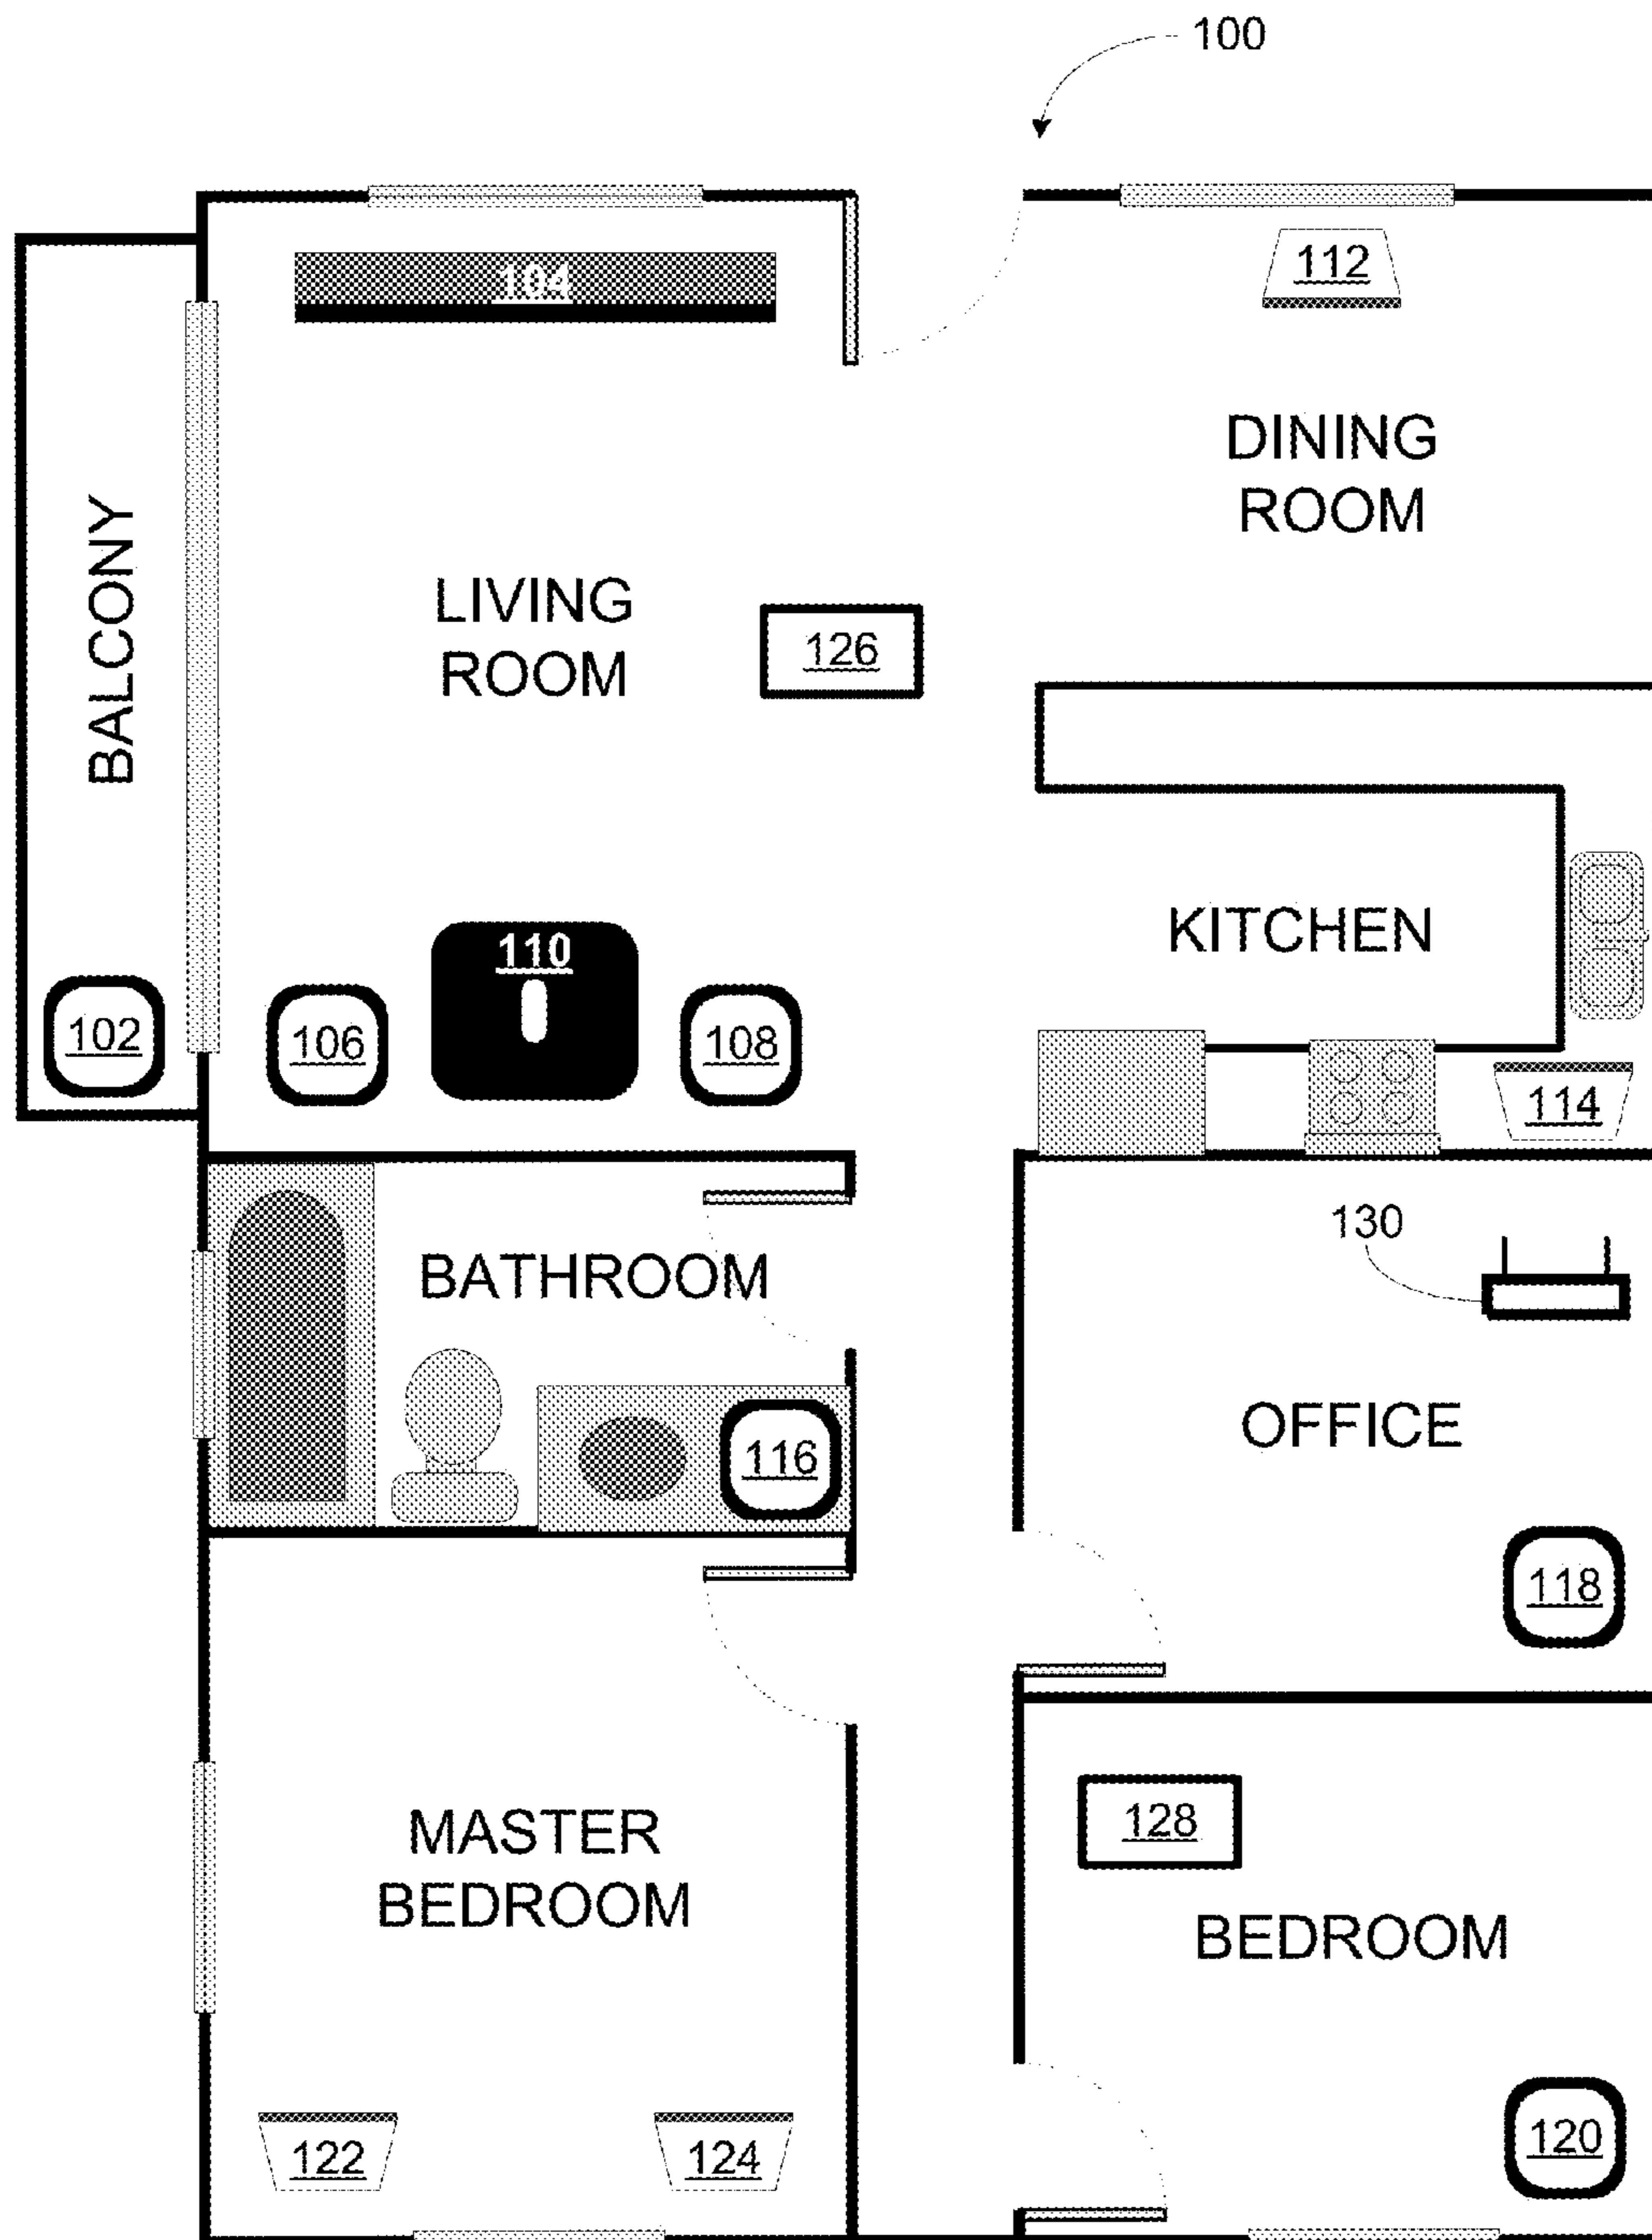 100
104
112
DINING
ROOM
BALCONY
LIVING
ROOM
126
KITCHEN
110
102
106
108
114
130
BATHROOM
OFFICE
116
118
128
MASTER
BEDROOM
BEDROOM
122
124
120